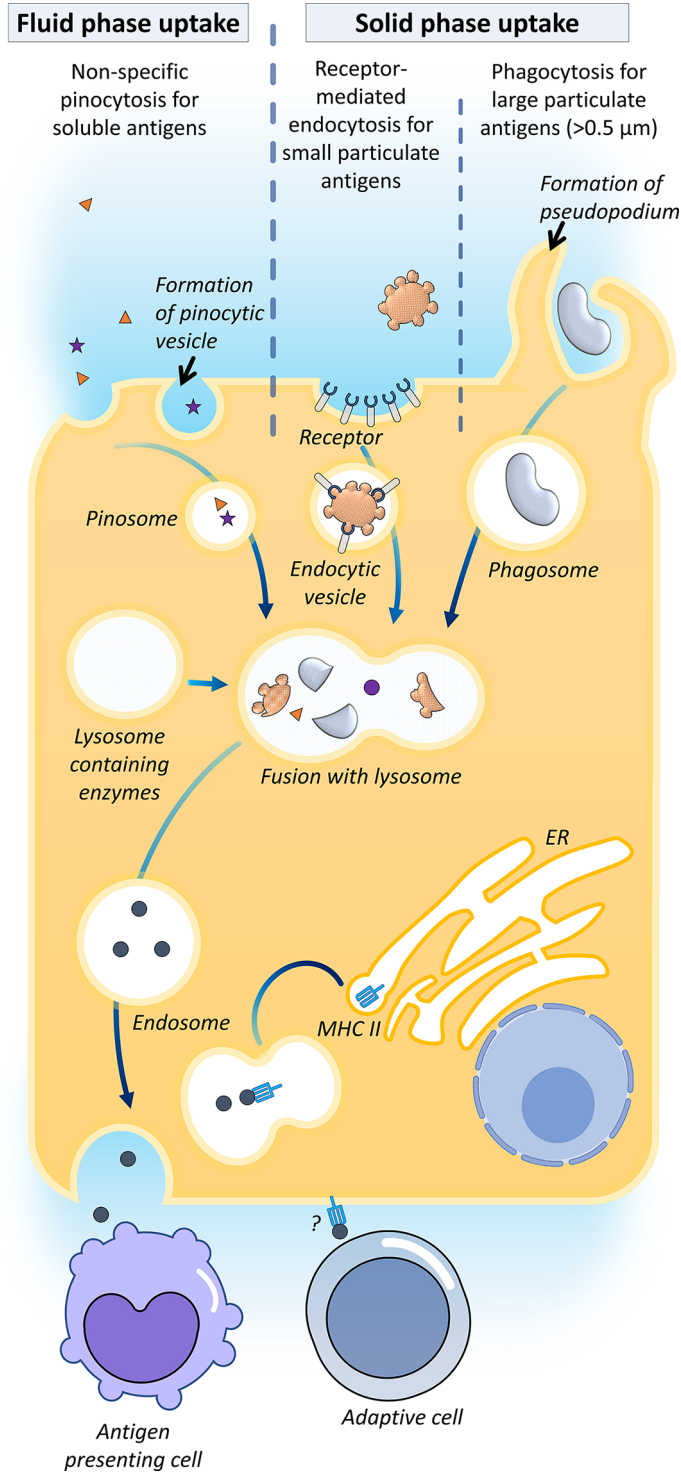 Fluid phase uptake
Solid phase uptake
Non-specific
pinocytosis for
soluble antigens
Receptor-
mediated
endocytosis for
small particulate
antigens
Phagocytosis for
large particulate
antigens (>0.5 µm)
Formation of
pseudopodium
Formation
of pinocytic
vesicle
Receptor
Pinosome
Endocytic
vesicle
Phagosome
Lysosome
containing
enzymes
Fusion with lysosome
ER
Endosome
MHC II
?
Antigen
presenting cell
Adaptive cell